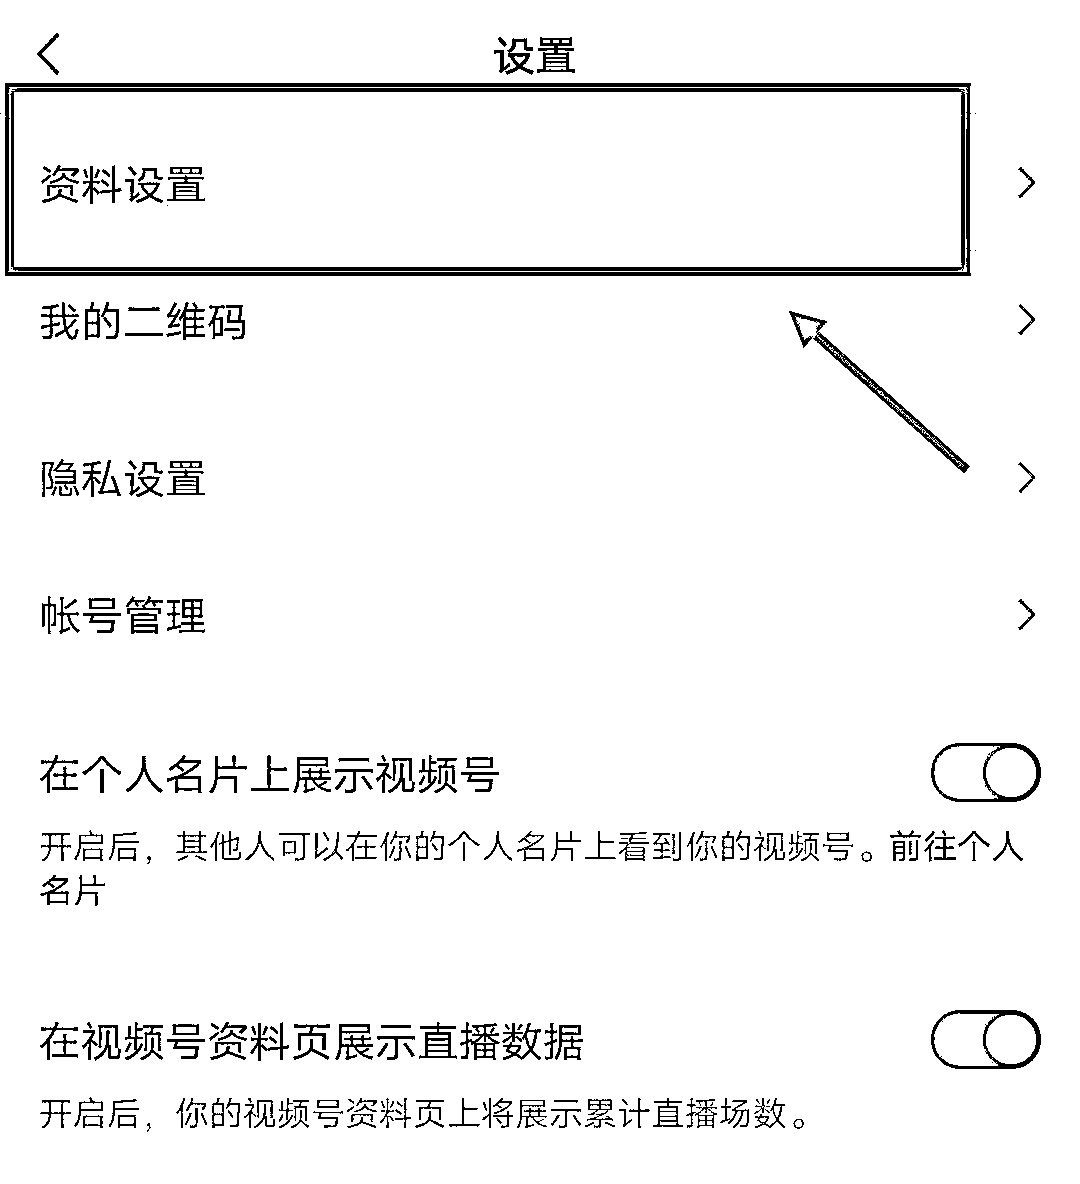 设置
资料设置
我的二维码
隐私设置
帐号管理
在个人名片上展示视频号
开启后，其他人可以在你的个人名片上看到你的视频号。前往个人
名片
在视频号资料页展示直播数据
开启后，你的视频号资料页上将展示累计直播场数。